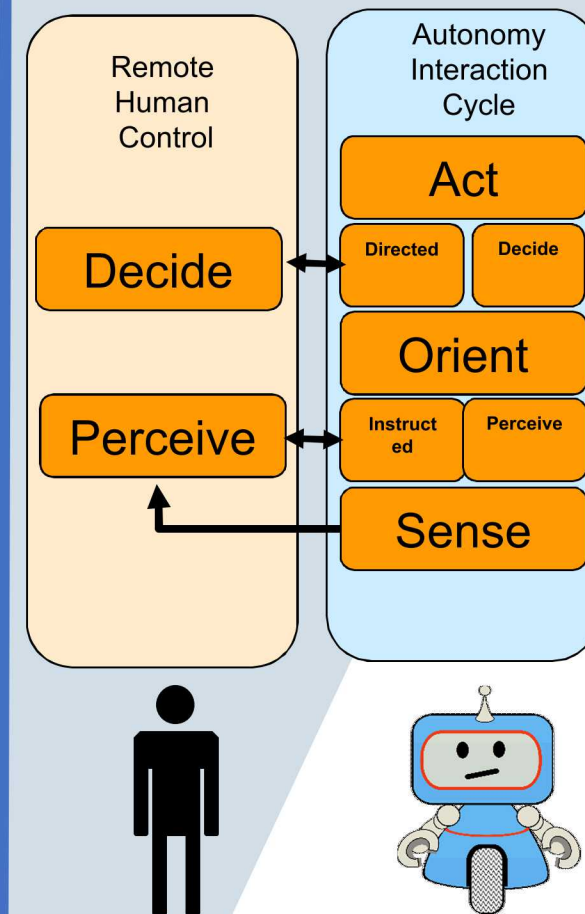 Remote
Human
Control
Decide
Perceive
Autonomy
Interaction
Cycle
Act
Directed
Decide
Orient
Instruct
ed
Perceive
Sense